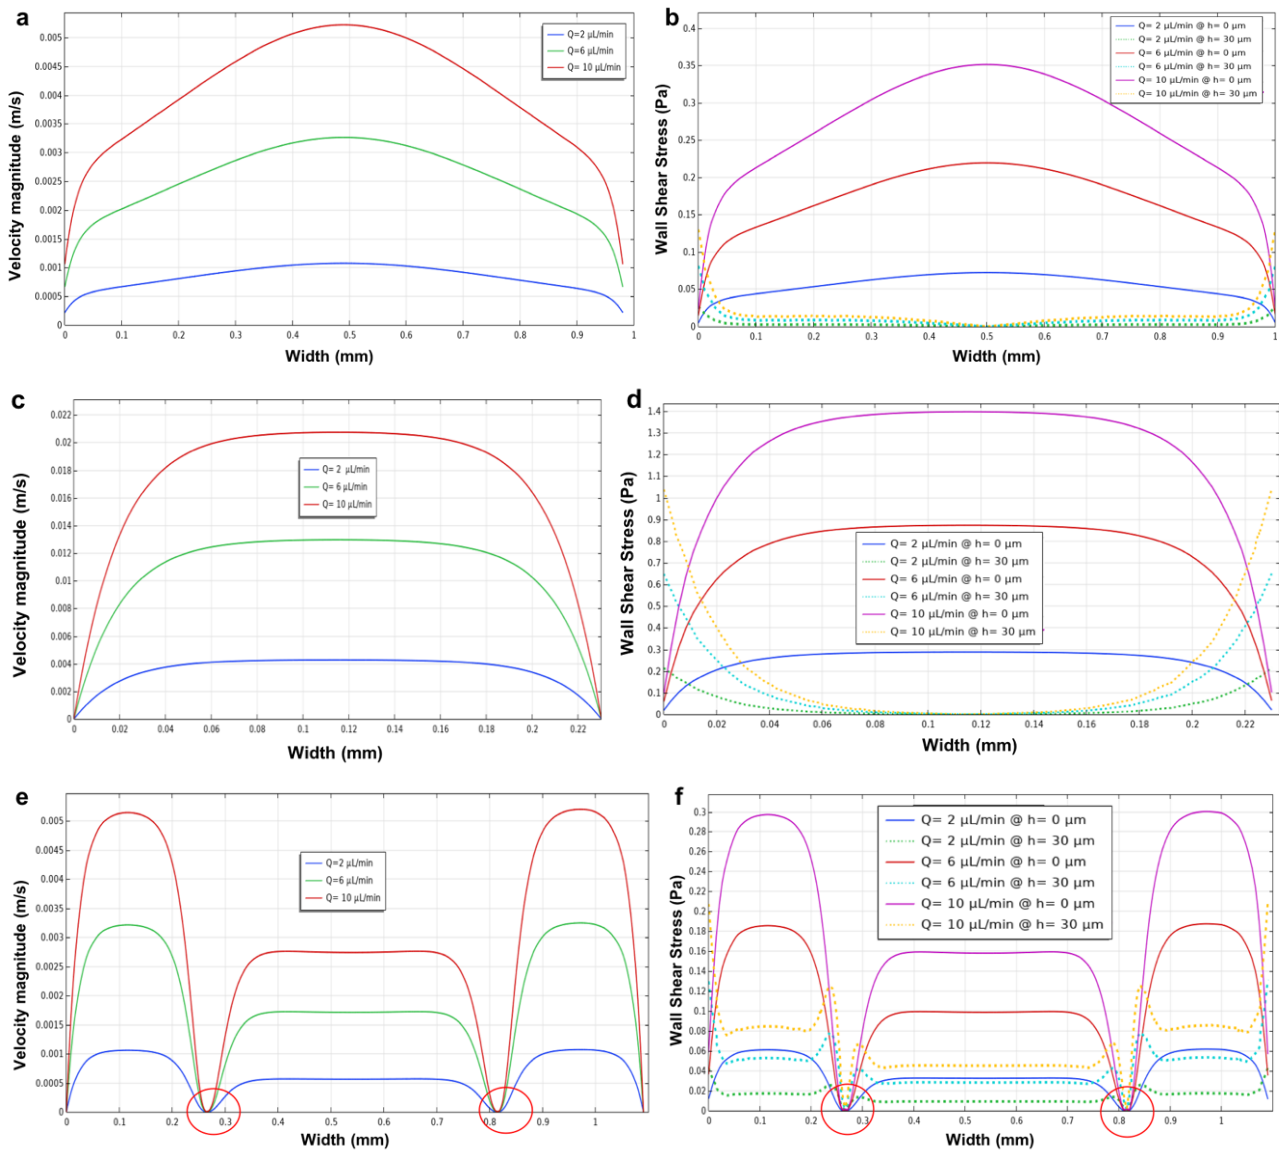 a
Velocity magnitude (m/s)
0.005
0.0045
0.004
0.0035
0.003
0.0025
0.002
0.0015
0.001
0.0005
0
Q=2 µL/min
Q=6 µL/min
Q= 10 µL/min
0 0.1 0.2 0.3 0.4 0.5 0.6 0.7 0.8 0.9 1
Width (mm)
b
Wall Shear Stress (Pa)
0.4
0.35
0.3
0.25
0.2
0.15
0.1
0.05
0
Q= 2 µL/min @ h= 0 µm
Q= 2 µL/min @ h= 30 µm
Q= 6 µL/min @ h= 0 µm
Q= 6 µL/min @ h= 30 µm
Q= 10 µL/min @ h= 0 µm
Q= 10 µL/min @ h= 30 µm
0 0.1 0.2 0.3 0.4 0.5 0.6 0.7 0.8 0.9 1
Width (mm)
c
Velocity magnitude (m/s)
0.022
0.02
0.018
0.016
0.014
0.012
0.01
0.008
0.006
0.004
0.002
0
Q= 2 µL/min
Q= 6 µL/min
Q= 10 µL/min
0 0.02 0.04 0.06 0.08 0.1 0.12 0.14 0.16 0.18 0.2 0.22
Width (mm)
d
Wall Shear Stress (Pa)
1.4
1.3
1.2
1.1
1
0.9
0.8
0.7
0.6
0.5
0.4
0.3
0.2
0.1
0
Q= 2 µL/min @ h= 0 µm
Q= 2 µL/min @ h= 30 µm
Q= 6 µL/min @ h= 0 µm
Q= 6 µL/min @ h= 30 µm
Q= 10 µL/min @ h= 0 µm
Q= 10 µL/min @ h= 30 µm
0 0.02 0.04 0.06 0.08 0.1 0.12 0.14 0.16 0.18 0.2 0.22
Width (mm)
e
Velocity magnitude (m/s)
0.005
0.0045
0.004
0.0035
0.003
0.0025
0.002
0.0015
0.001
0.0005
0
Q=2 µL/min
Q=6 µL/min
Q= 10 µL/min
0 0.1 0.2 0.3 0.4 0.5 0.6 0.7 0.8 0.9 1
Width (mm)
f
Wall Shear Stress (Pa)
0.3
0.28
0.26
0.24
0.22
0.2
0.18
0.16
0.14
0.12
0.1
0.08
0.06
0.04
0.02
0
Q= 2 µL/min @ h= 0 µm
Q= 2 µL/min @ h= 30 µm
Q= 6 µL/min @ h= 0 µm
Q= 6 µL/min @ h= 30 µm
Q= 10 µL/min @ h= 0 µm
Q= 10 µL/min @ h= 30 µm
0 0.1 0.2 0.3 0.4 0.5 0.6 0.7 0.8 0.9 1
Width (mm)